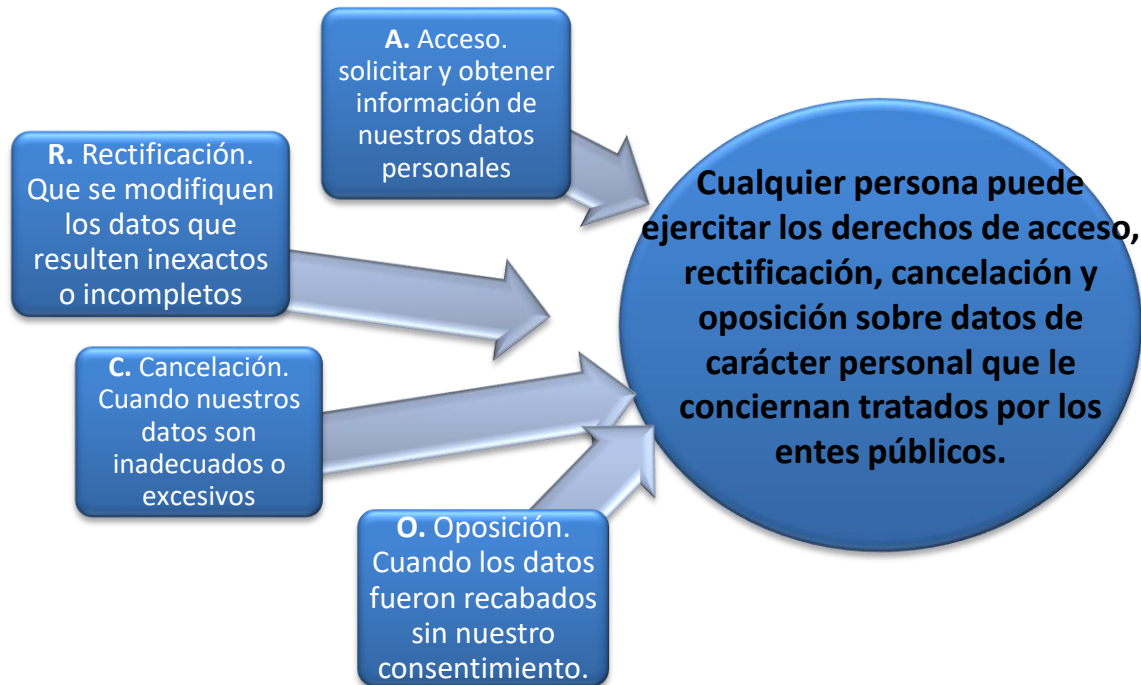 A. Acceso.
solicitar y obtener
información de
nuestros datos
personales
R. Rectificación.
Que se modifiquen
los datos que
resulten inexactos
o incompletos
C. Cancelación.
Cuando nuestros
datos son
inadecuados o
excesivos
O. Oposición.
Cuando los datos
fueron recabados
sin nuestro
consentimiento.
Cualquier persona puede
ejercitar los derechos de acceso,
rectificación, cancelación y
oposición sobre datos de
carácter personal que le
conciernan tratados por los
entes públicos.